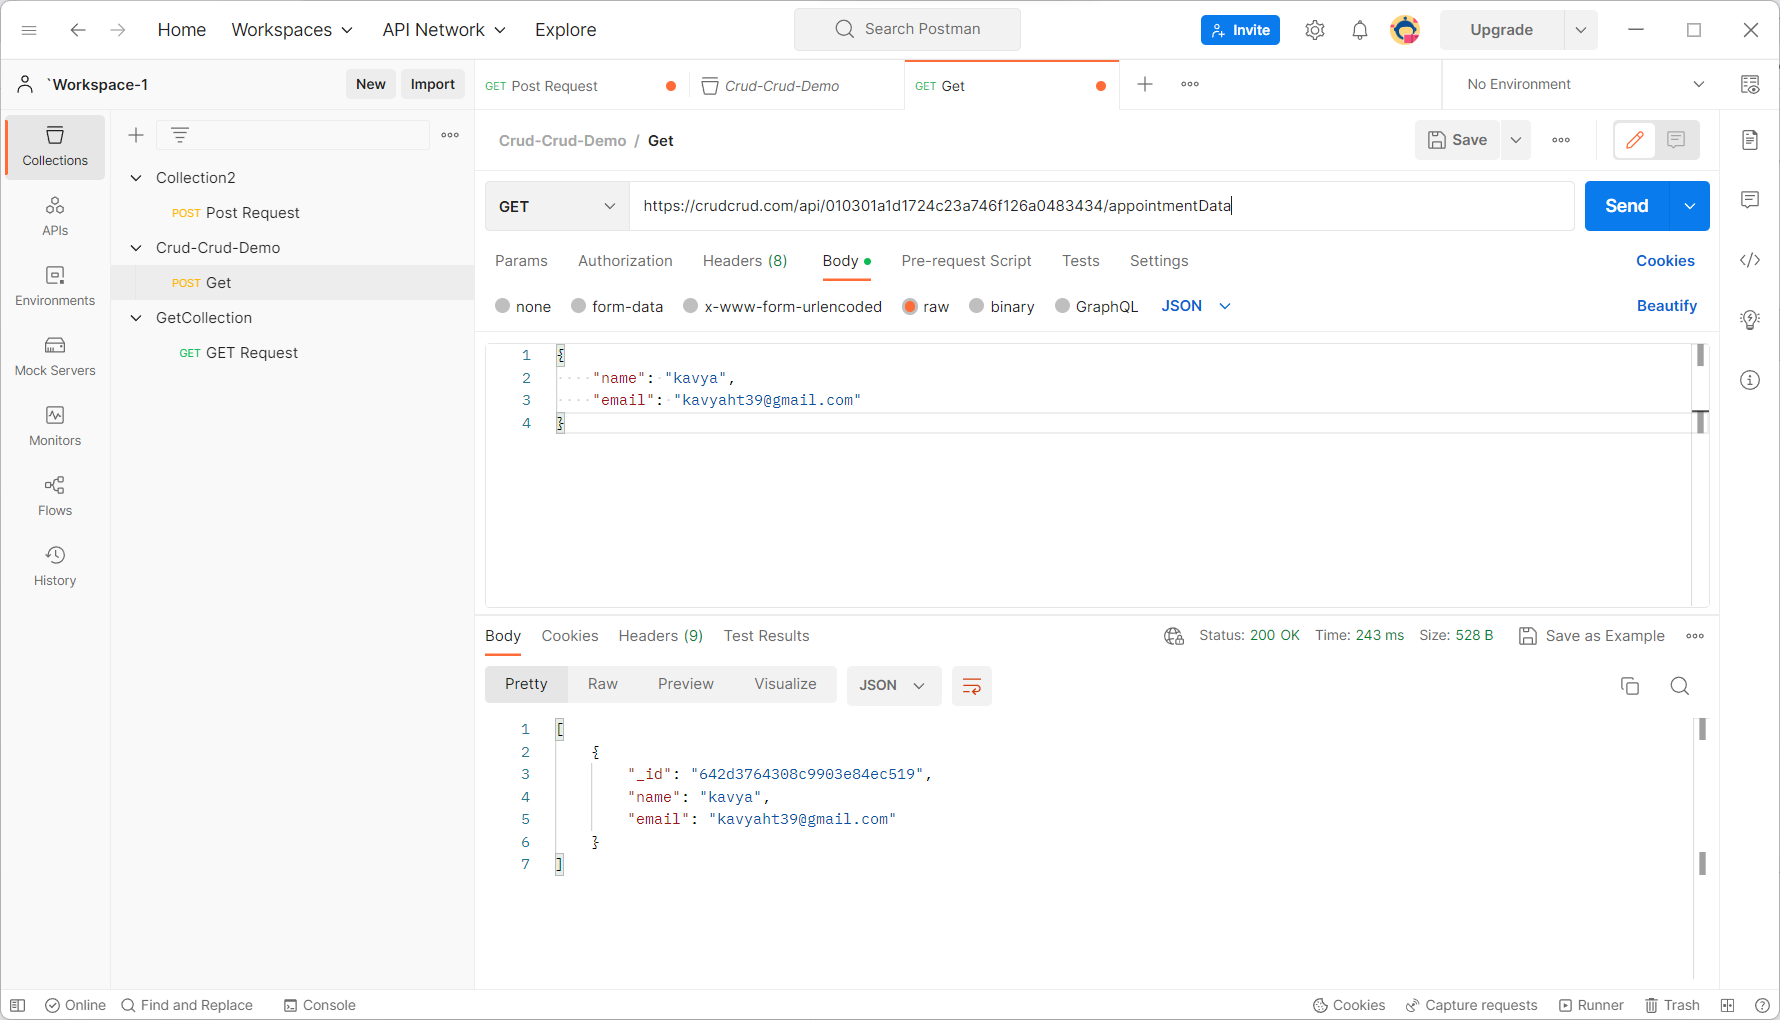 Home Workspaces API Network Explore Search Postman Invite Upgrade
`Workspace-1 New Import GET Post Request Crud-Crud-Demo GET Get No Environment
Collections
APIs
Environments
Mock Servers
Monitors
Flows
History
Collection2
POST Post Request
Crud-Crud-Demo
POST Get
GetCollection
GET GET Request
Crud-Crud-Demo / Get Save
GET https://crudcrud.com/api/010301a1d1724c23a746f126a0483434/appointmentData Send
Params Authorization Headers (8) Body Pre-request Script Tests Settings Cookies
none form-data x-www-form-urlencoded raw binary GraphQL JSON Beautify
1 {
2 "name": "kavya",
3 "email": "kavyaht39@gmail.com"
4 }
Body Cookies Headers (9) Test Results Status: 200 OK Time: 243 ms Size: 528 B Save as Example
Pretty Raw Preview Visualize JSON
1 [
2 {
3 "_id": "642d3764308c9903e84ec519",
4 "name": "kavya",
5 "email": "kavyaht39@gmail.com"
6 }
7 ]
Online Find and Replace Console Cookies Capture requests Runner Trash